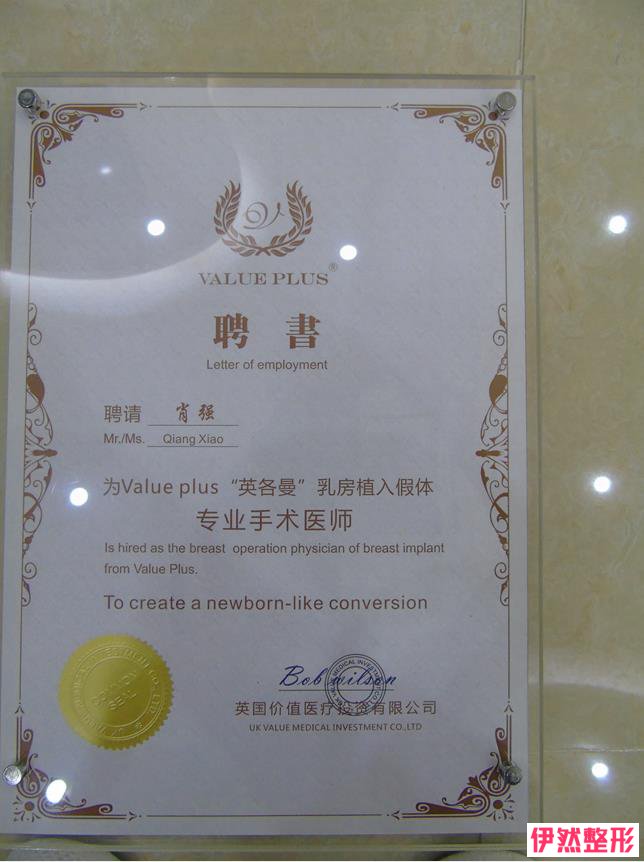 VALUE PLUS®
聘書
Letter of employment
聘请 肖强
Mr./Ms. Qiang Xiao
为Value plus“英各曼”乳房植入假体
专业手术医师
Is hired as the breast operation physician of breast implant
from Value Plus.
To create a newborn-like conversion
Bob wilson
英国价值医疗投资有限公司
UK VALUE MEDICAL INVESTMENT CO.,LTD
伊然整形